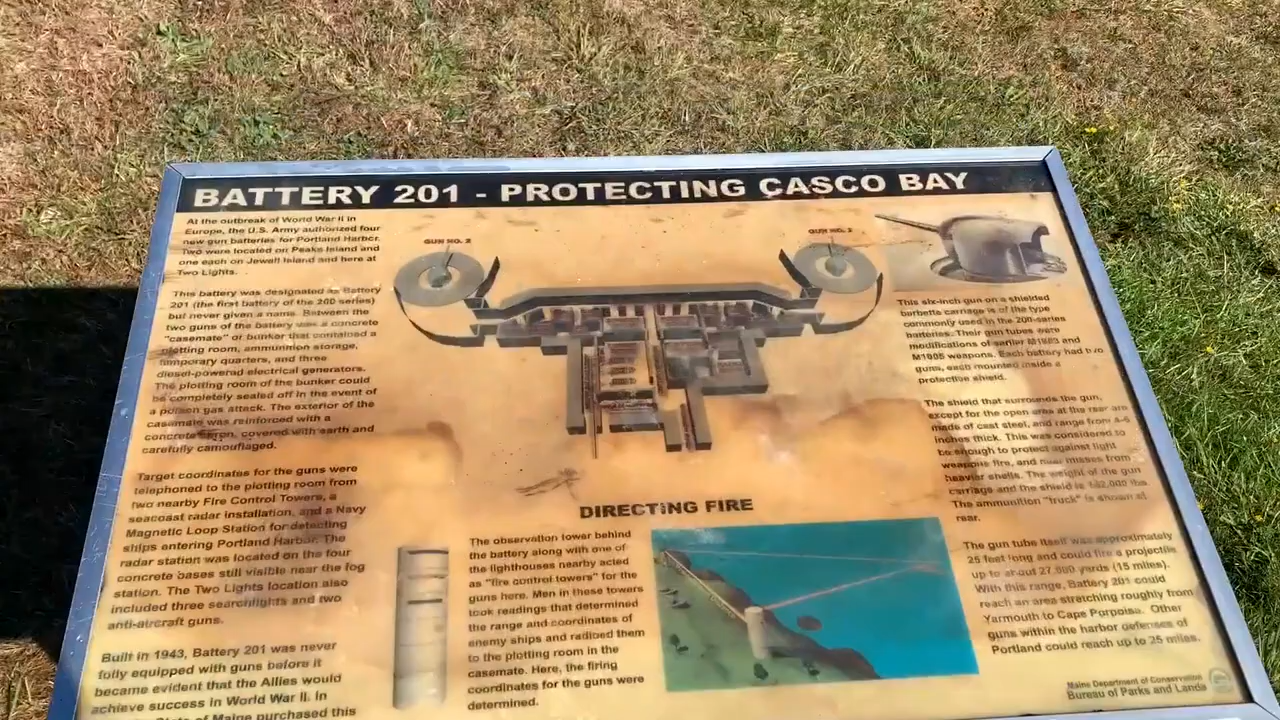 BATTERY 201 - PROTECTING CASCO BAY
At the outbreak of World War II in
Europe, the U.S. Army authorized four
new gun batteries for Portland Harbor.
Two were located on Peaks Island and
one each on Jewell Island and here at
Two Lights.
This battery was designated as Battery
201 (the first battery of the 200 series)
but never given a name. Between the
two guns of the battery was a concrete
"casemate" or bunker that contained a
plotting room, ammunition storage,
temporary quarters, and three
diesel-powered electrical generators.
The plotting room of the bunker could
be completely sealed off in the event of
a poison gas attack. The exterior of the
casemate was reinforced with a
concrete apron, covered with earth and
carefully camouflaged.
Target coordinates for the guns were
telephoned to the plotting room from
two nearby Fire Control Towers, a
seacoast radar installation, and a Navy
Magnetic Loop Station for detecting
ships entering Portland Harbor. The
radar station was located on the four
concrete bases still visible near the fog
station. The Two Lights location also
included three searchlights and two
anti-aircraft guns.
Built in 1943, Battery 201 was never
fully equipped with guns before it
became evident that the Allies would
achieve success in World War II. In
State of Maine purchased this
GUN NO. 2
GUN NO. 1
DIRECTING FIRE
The observation tower behind
the battery along with one of
the lighthouses nearby acted
as "fire control towers" for the
guns here. Men in these towers
took readings that determined
the range and coordinates of
enemy ships and radioed them
to the plotting room in the
casemate. Here, the firing
coordinates for the guns were
determined.
This six-inch gun on a shielded
barbette carriage is of the type
commonly used in the 200-series
batteries. Their gun tubes were
modifications of earlier M1903 and
M1905 weapons. Each battery had two
guns, each mounted inside a
protective shield.
The shield that surrounds the gun,
except for the open area at the rear are
made of cast steel, and range from 4-6
inches thick. This was considered to
be enough to protect against light
weapons fire, and near misses from
heavier shells. The weight of the gun
carriage and the shield is lbs.
The ammunition "truck" is shown at
rear.
The gun tube itself was approximately
25 feet long and could fire a projectile
up to about 27,000 yards (15 miles).
With this range, Battery 201 could
reach an area stretching roughly from
Yarmouth to Cape Porpoise. Other
guns within the harbor defenses of
Portland could reach up to 25 miles.
Maine Department of Conservation
Bureau of Parks and Lands